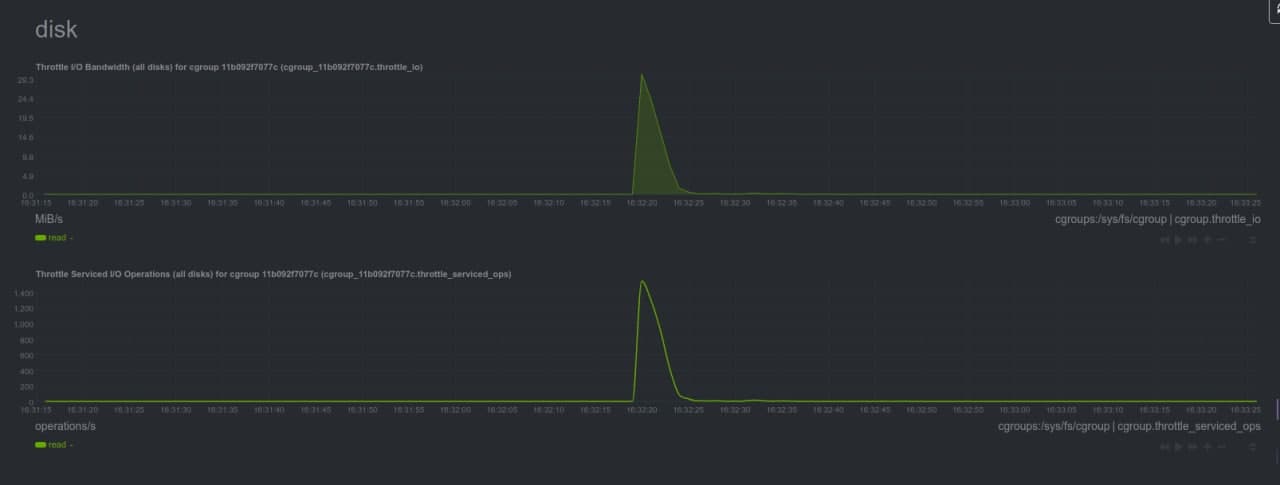 disk
Throttle I/O Bandwidth (all disks) for cgroup 11b092f7077c (cgroup_11b092f7077c.throttle_io)
29.3
24.4
19.5
14.6
9.8
4.9
0.0
16:31:15 16:31:20 16:31:25 16:31:30 16:31:35 16:31:40 16:31:45 16:31:50 16:31:55 16:32:00 16:32:05 16:32:10 16:32:15 16:32:20 16:32:25 16:32:30 16:32:35 16:32:40 16:32:45 16:32:50 16:32:55 16:33:00 16:33:05 16:33:10 16:33:15 16:33:20 16:33:25
MiB/s cgroups:/sys/fs/cgroup | cgroup.throttle_io
read -
Throttle Serviced I/O Operations (all disks) for cgroup 11b092f7077c (cgroup_11b092f7077c.throttle_serviced_ops)
1,400
1,200
1,000
800
600
400
200
0
16:31:15 16:31:20 16:31:25 16:31:30 16:31:35 16:31:40 16:31:45 16:31:50 16:31:55 16:32:00 16:32:05 16:32:10 16:32:15 16:32:20 16:32:25 16:32:30 16:32:35 16:32:40 16:32:45 16:32:50 16:32:55 16:33:00 16:33:05 16:33:10 16:33:15 16:33:20 16:33:25
operations/s cgroups:/sys/fs/cgroup | cgroup.throttle_serviced_ops
read -